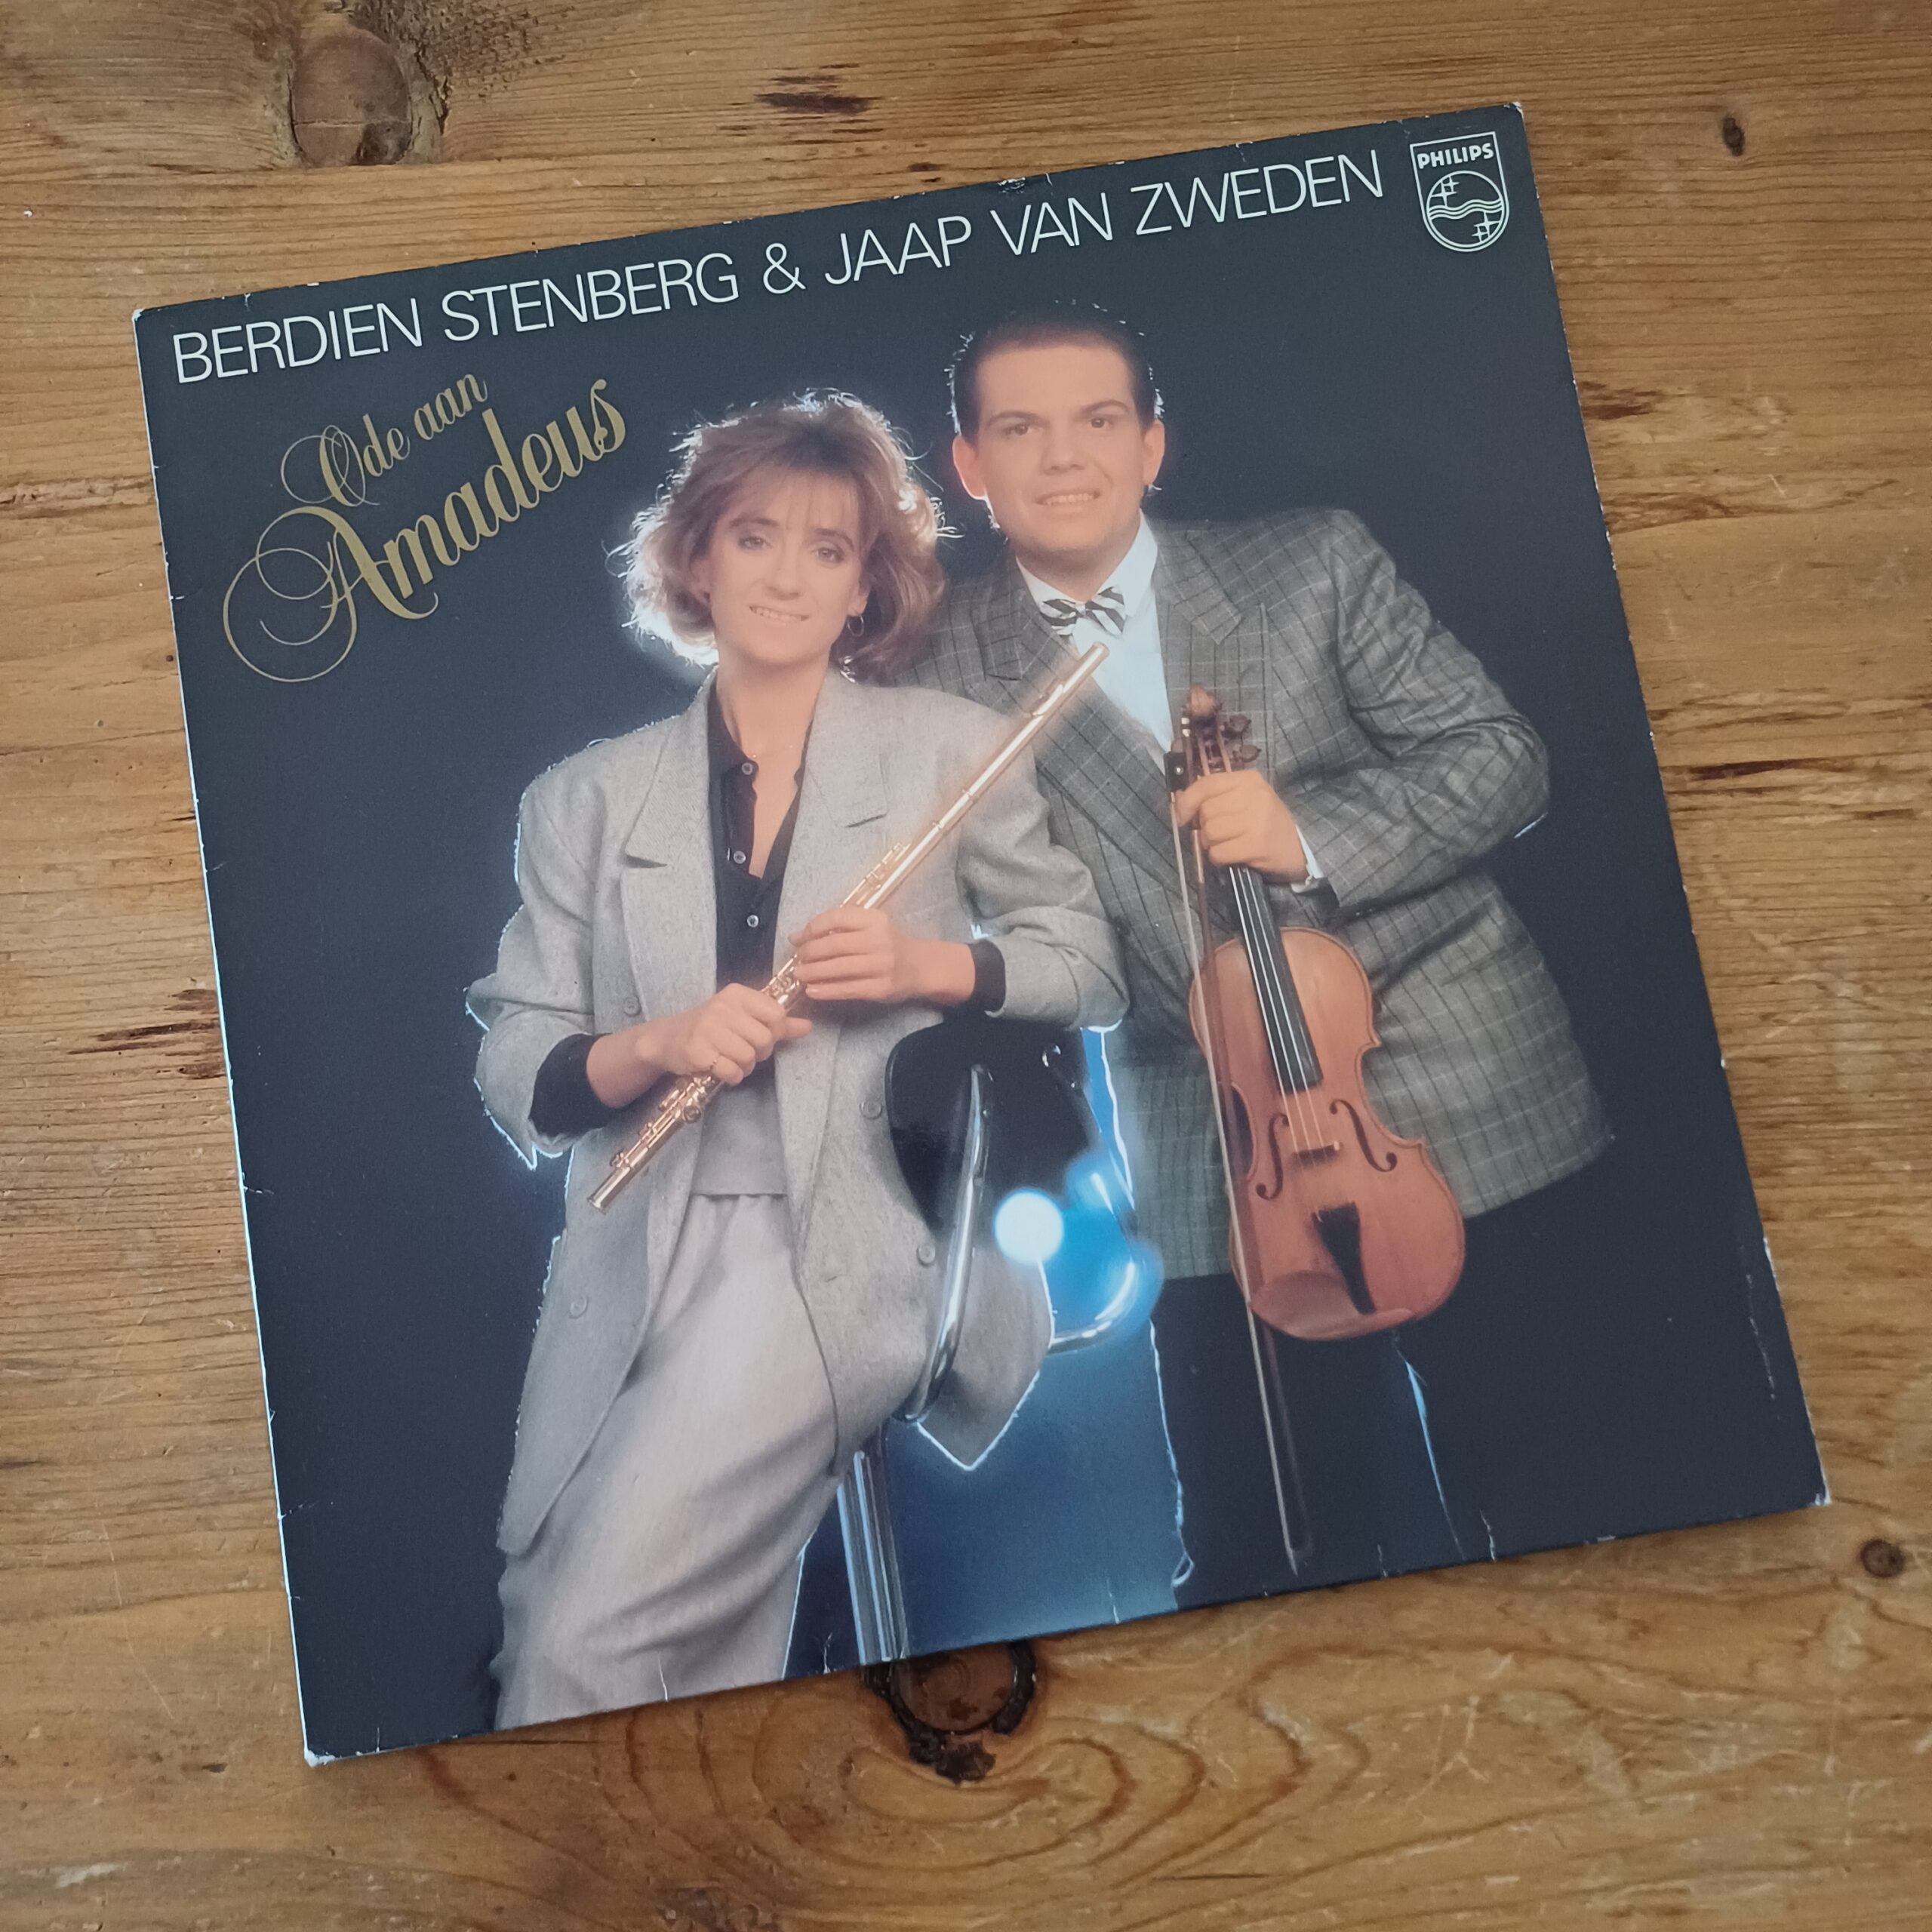 BERDIEN STENBERG & JAAP VAN ZWEDEN
PHILIPS
Ode aan
Amadeus